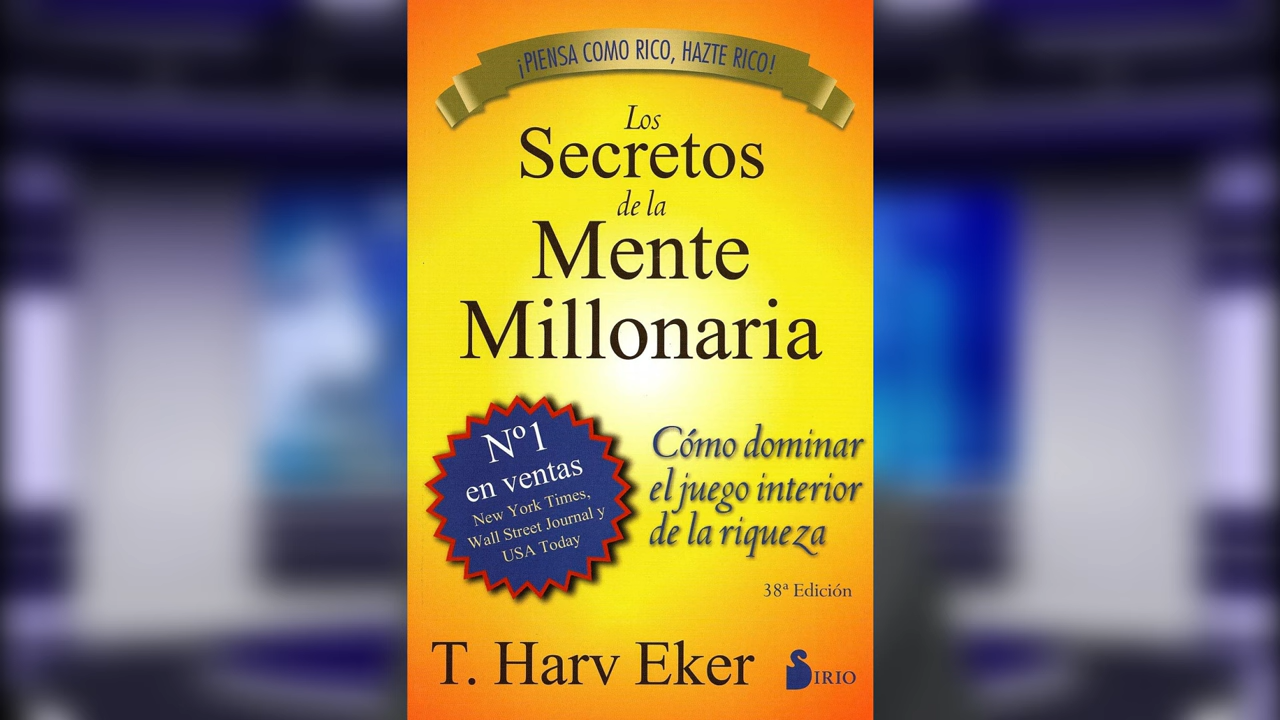 ¡PIENSA COMO RICO, HAZTE RICO!
Los
Secretos
de la
Mente
Millonaria
Nº1
en ventas
New York Times,
Wall Street Journal y
USA Today
Cómo dominar
el juego interior
de la riqueza
38ª Edición
T. Harv Eker
SIRIO